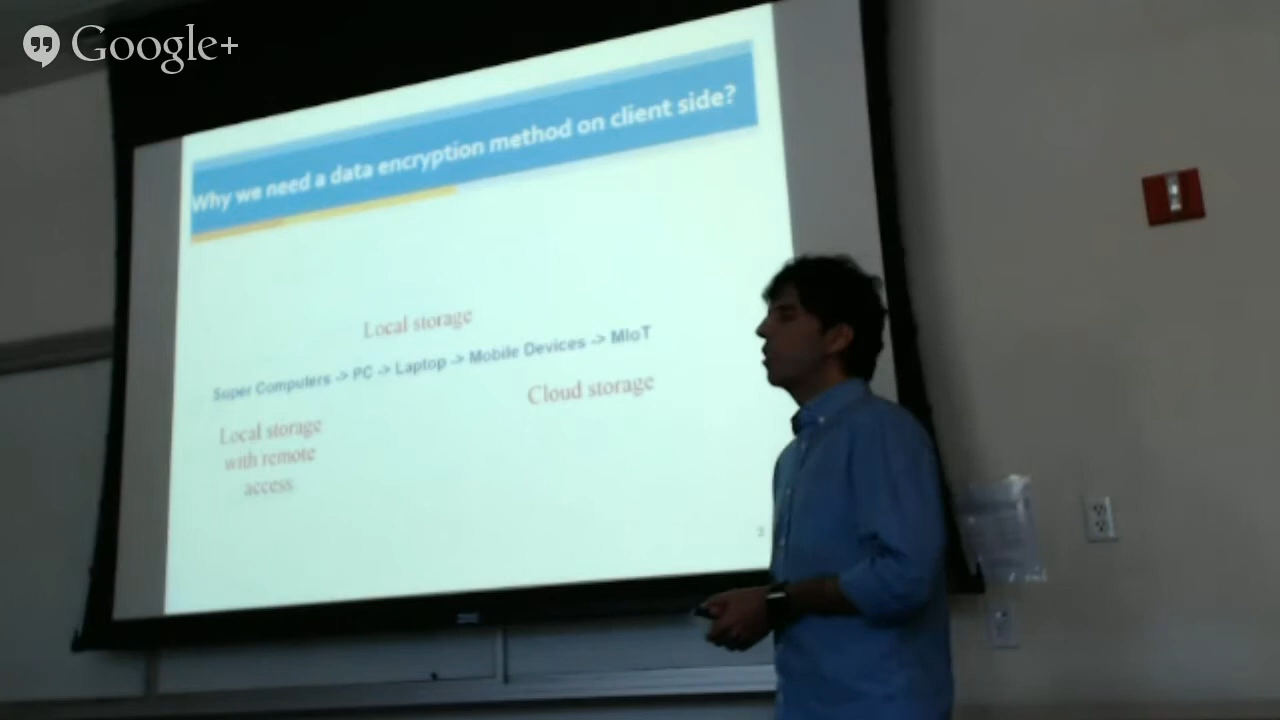 Google+
Why we need a data encryption method on client side?
Local storage
Super Computers -> PC -> Laptop -> Mobile Devices -> MIoT
Cloud storage
Local storage
with remote
access